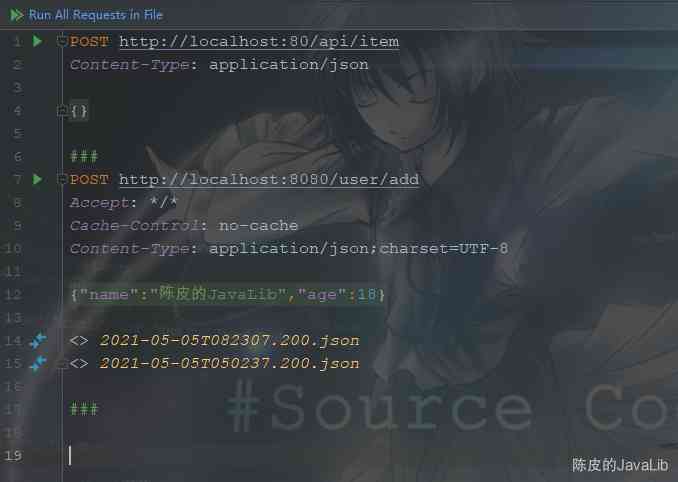 Run All Requests in File
1 POST http://localhost:80/api/item
2 Content-Type: application/json
3
4 {}
5
6 ###
7 POST http://localhost:8080/user/add
8 Accept: */*
9 Cache-Control: no-cache
10 Content-Type: application/json;charset=UTF-8
11
12 {"name":"陈皮的JavaLib","age":18}
13
14 <> 2021-05-05T082307.200.json
15 <> 2021-05-05T050237.200.json
16
17 ###
18
19
#Source Co
陈皮的JavaLib